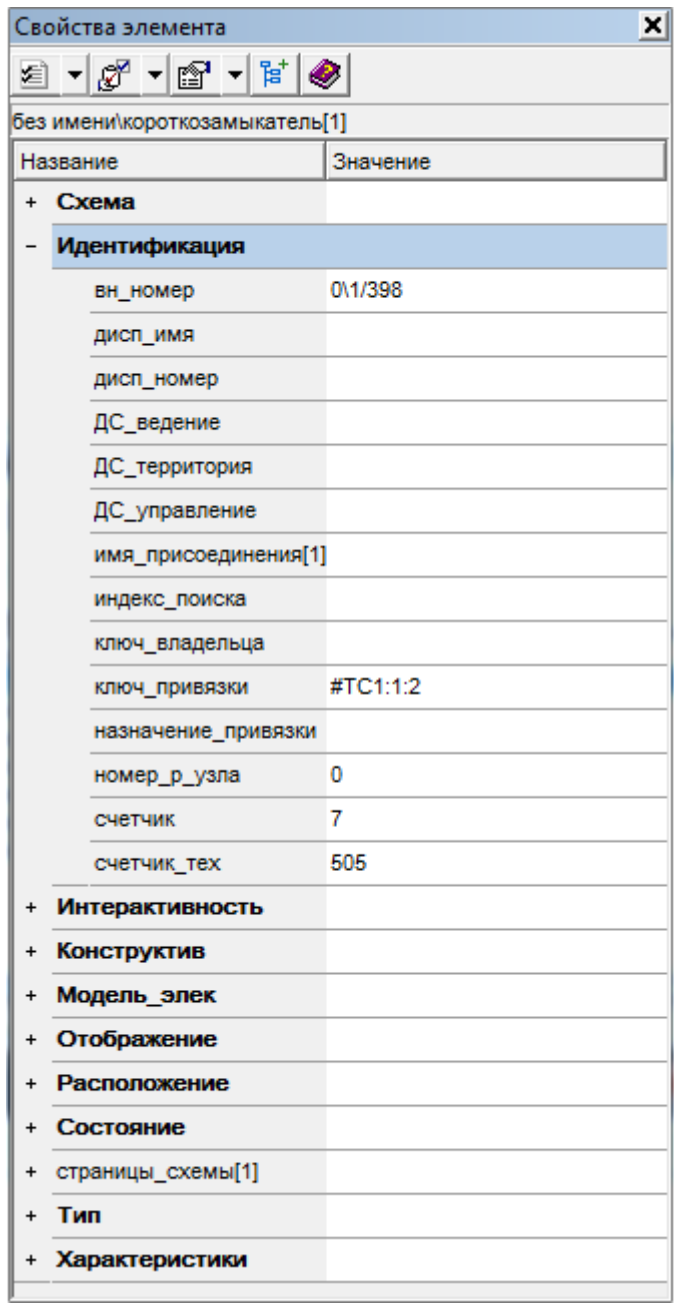 Свойства элемента
без имени\короткозамыкатель[1]
Название Значение
+ Схема
− Идентификация
вн_номер 0\1/398
дисп_имя
дисп_номер
ДС_ведение
ДС_территория
ДС_управление
имя_присоединения[1]
индекс_поиска
ключ_владельца
ключ_привязки #ТС1:1:2
назначение_привязки
номер_р_узла 0
счетчик 7
счетчик_тех 505
+ Интерактивность
+ Конструктив
+ Модель_элек
+ Отображение
+ Расположение
+ Состояние
+ страницы_схемы[1]
+ Тип
+ Характеристики